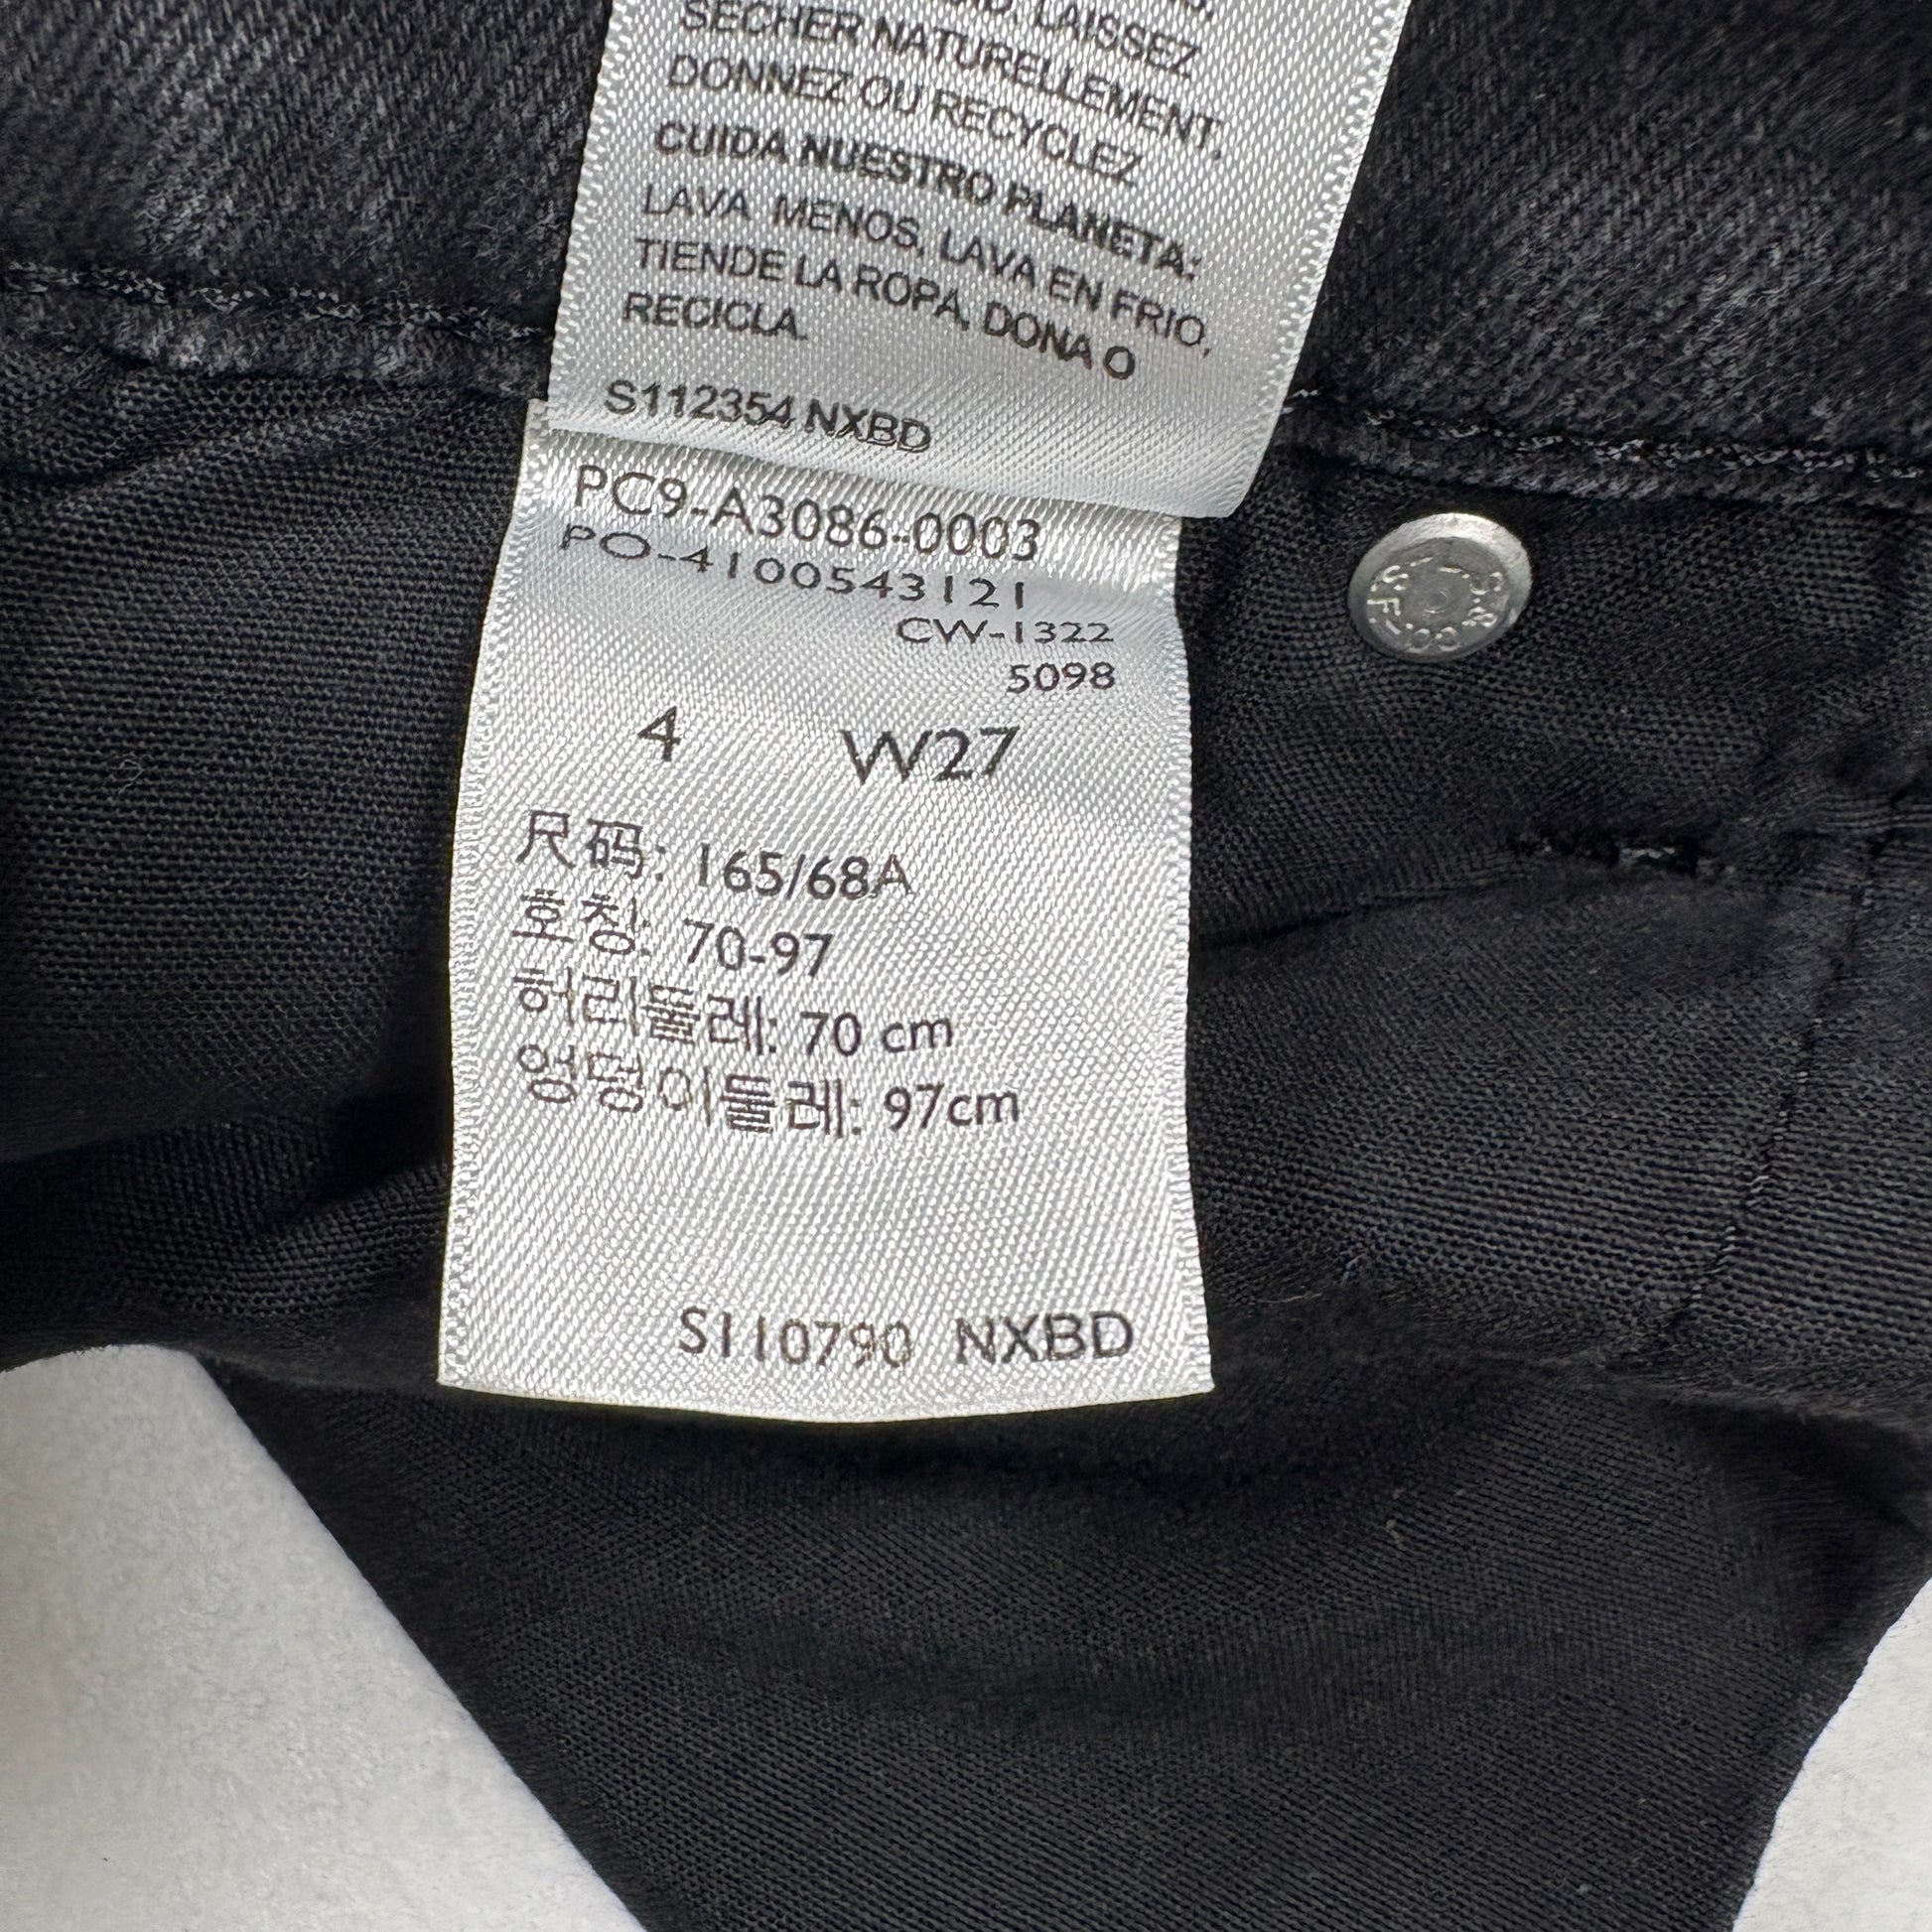 LAISSEZ
SÉCHER NATURELLEMENT,
DONNEZ OU RECYCLEZ
CUIDA NUESTRO PLANETA:
LAVA MENOS, LAVA EN FRIO,
TIENDE LA ROPA, DONA O
RECICLA.
S112354 NXBD
PC9-A3086-0003
PO-4100543121
CW-1322
5098
4 W27
尺码: 165/68A
호칭: 70-97
허리둘레: 70 cm
엉덩이둘레: 97cm
S110790 NXBD
L.S.&
S.F.-